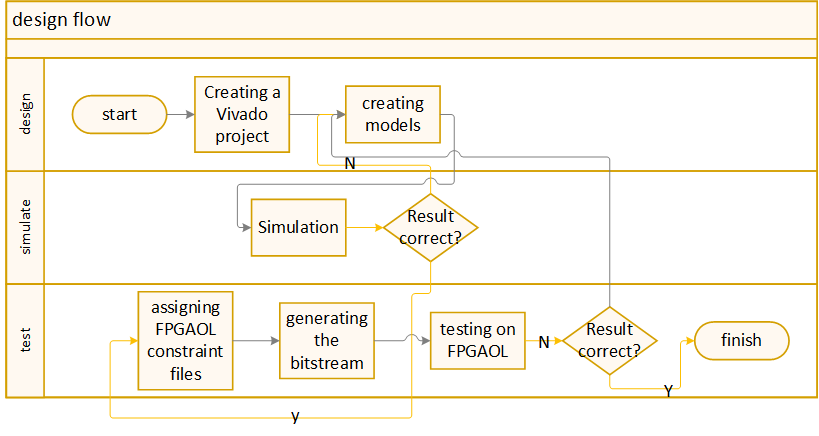 design flow
design
start
Creating a
Vivado
project
creating
models
N
simulate
Simulation
Result
correct?
test
assigning
FPGAOL
constraint
files
generating
the
bitstream
testing on
FPGAOL
N
Result
correct?
finish
Y
y